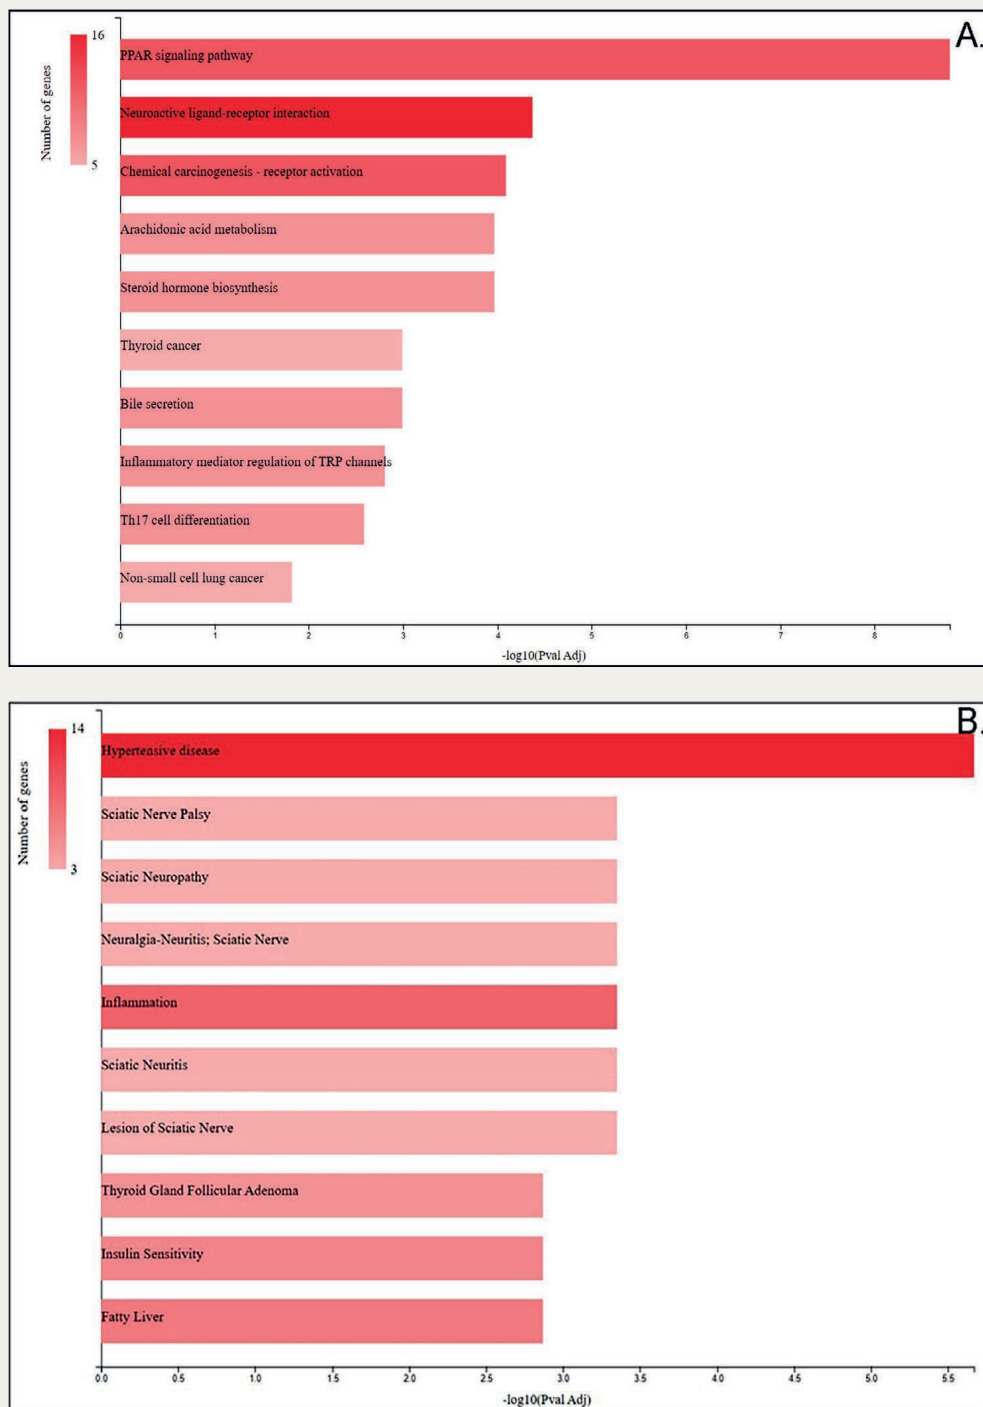 A.
16
Number of genes
5
PPAR signaling pathway
Neuroactive ligand-receptor interaction
Chemical carcinogenesis - receptor activation
Arachidonic acid metabolism
Steroid hormone biosynthesis
Thyroid cancer
Bile secretion
Inflammatory mediator regulation of TRP channels
Th17 cell differentiation
Non-small cell lung cancer
0 1 2 3 4 5 6 7 8
-log10(Pval Adj)
B.
14
Number of genes
3
Hypertensive disease
Sciatic Nerve Palsy
Sciatic Neuropathy
Neuralgia-Neuritis; Sciatic Nerve
Inflammation
Sciatic Neuritis
Lesion of Sciatic Nerve
Thyroid Gland Follicular Adenoma
Insulin Sensitivity
Fatty Liver
0.0 0.5 1.0 1.5 2.0 2.5 3.0 3.5 4.0 4.5 5.0 5.5
-log10(Pval Adj)